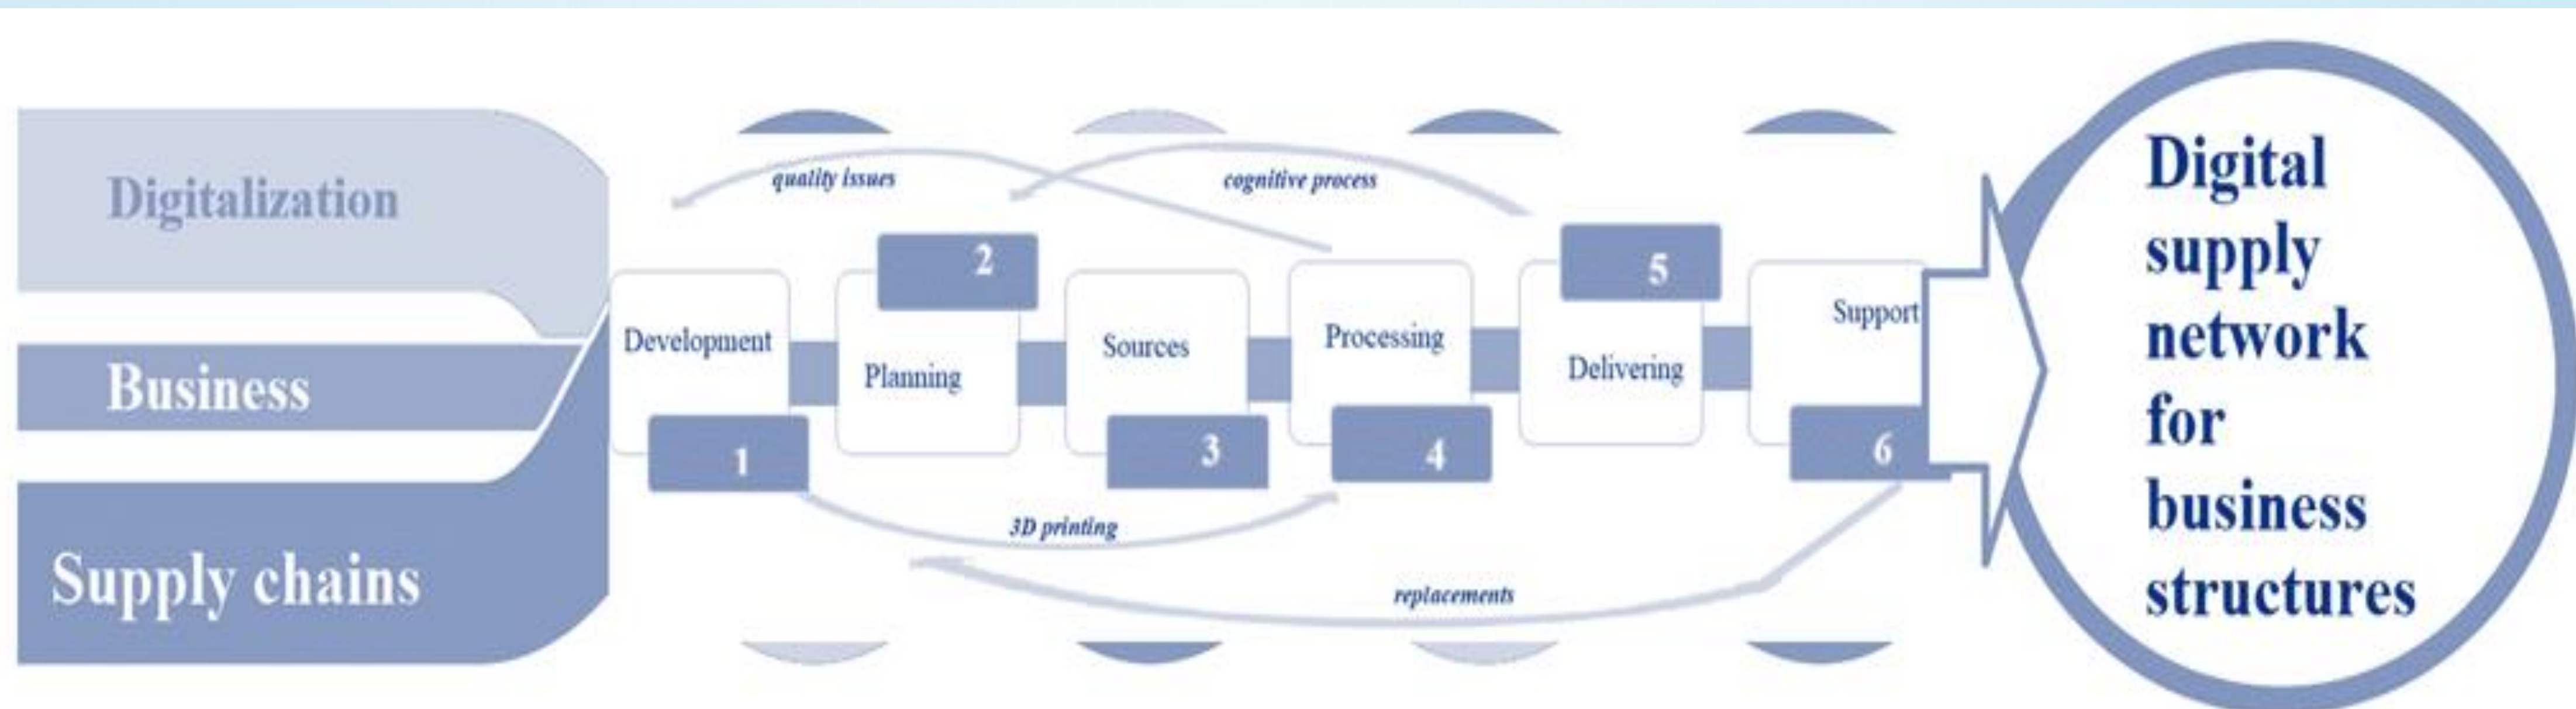 Digitalization
Business
Supply chains
quality issues
cognitive process
Development
1
2
Planning
Sources
3
Processing
4
5
Delivering
Support
6
3D printing
replacements
Digital
supply
network
for
business
structures